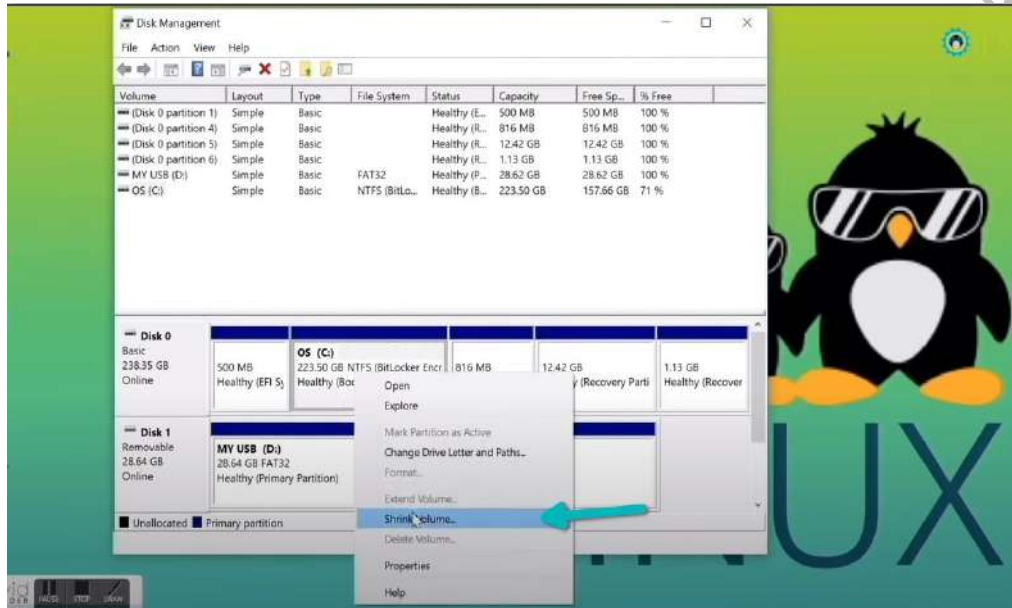 Disk Management
File Action View Help
Volume Layout Type File System Status Capacity Free Sp... % Free
(Disk 0 partition 1) Simple Basic Healthy (E... 500 MB 500 MB 100 %
(Disk 0 partition 4) Simple Basic Healthy (R... 816 MB 816 MB 100 %
(Disk 0 partition 5) Simple Basic Healthy (R... 12.42 GB 12.42 GB 100 %
(Disk 0 partition 6) Simple Basic Healthy (R... 1.13 GB 1.13 GB 100 %
MY USB (D:) Simple Basic FAT32 Healthy (P... 28.62 GB 28.62 GB 100 %
OS (C:) Simple Basic NTFS (BitLo... Healthy (B... 223.50 GB 157.66 GB 71 %
Disk 0
Basic
238.35 GB
Online
500 MB
Healthy (EFI Sy
OS (C:)
223.50 GB NTFS (BitLocker Encr
Healthy (Boo
816 MB
12.42 GB
y (Recovery Parti
1.13 GB
Healthy (Recover
Open
Explore
Mark Partition as Active
Change Drive Letter and Paths...
Format...
Extend Volume...
Shrink Volume...
Delete Volume...
Properties
Help
Disk 1
Removable
28.64 GB
Online
MY USB (D:)
28.64 GB FAT32
Healthy (Primary Partition)
Unallocated Primary partition
NUX
PAUSE STOP DRAW